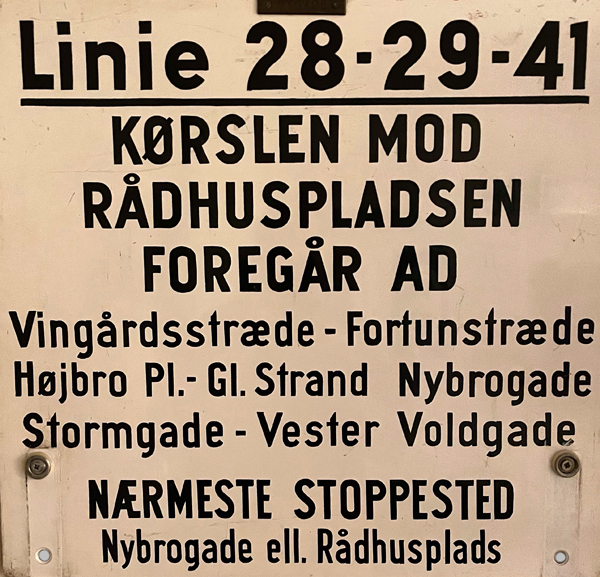 Linie 28-29-41
KØRSLEN MOD
RÅDHUSPLADSEN
FOREGÅR AD
Vingårdsstræde - Fortunstræde
Højbro Pl.- Gl. Strand Nybrogade
Stormgade - Vester Voldgade
NÆRMESTE STOPPESTED
Nybrogade ell. Rådhusplads